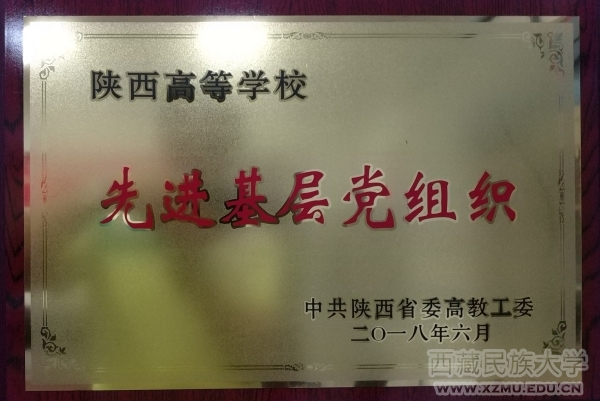 陕西高等学校
先进基层党组织
中共陕西省委高教工委
二〇一八年六月
西藏民族大学
WWW.XZMU.EDU.CN